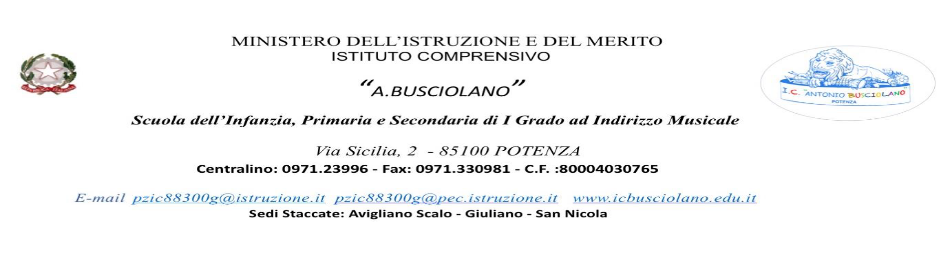 MINISTERO DELL'ISTRUZIONE E DEL MERITO
ISTITUTO COMPRENSIVO
“A.BUSCIOLANO”
I.C. "ANTONIO BUSCIOLANO"
POTENZA
Scuola dell'Infanzia, Primaria e Secondaria di I Grado ad Indirizzo Musicale
Via Sicilia, 2 - 85100 POTENZA
Centralino: 0971.23996 - Fax: 0971.330981 - C.F. :80004030765
E-mail pzic88300g@istruzione.it pzic88300g@pec.istruzione.it www.icbusciolano.edu.it
Sedi Staccate: Avigliano Scalo - Giuliano - San Nicola